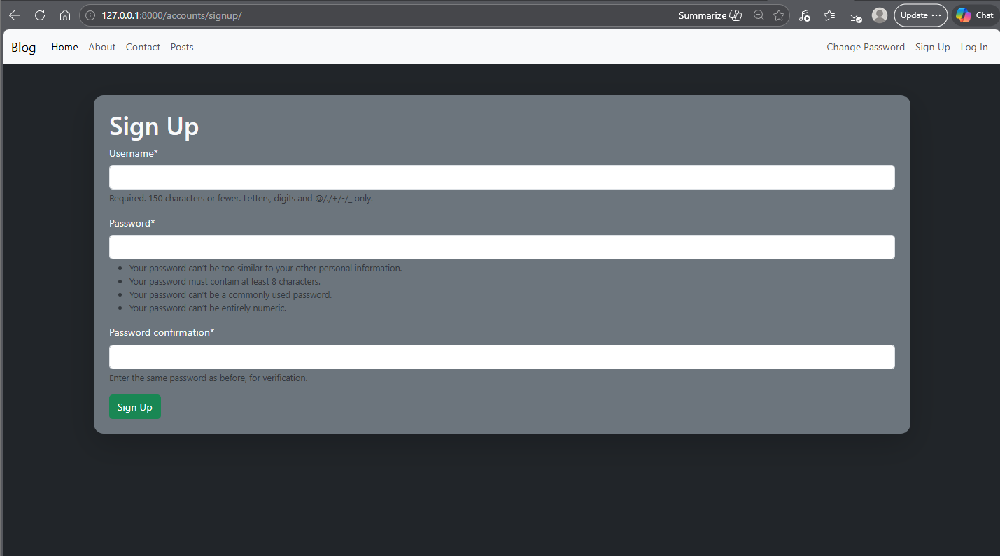 127.0.0.1:8000/accounts/signup/ Summarize Update ... Chat
Blog Home About Contact Posts Change Password Sign Up Log In
Sign Up
Username*
Required. 150 characters or fewer. Letters, digits and @/./+/-/_ only.
Password*
Your password can't be too similar to your other personal information.
Your password must contain at least 8 characters.
Your password can't be a commonly used password.
Your password can't be entirely numeric.
Password confirmation*
Enter the same password as before, for verification.
Sign Up